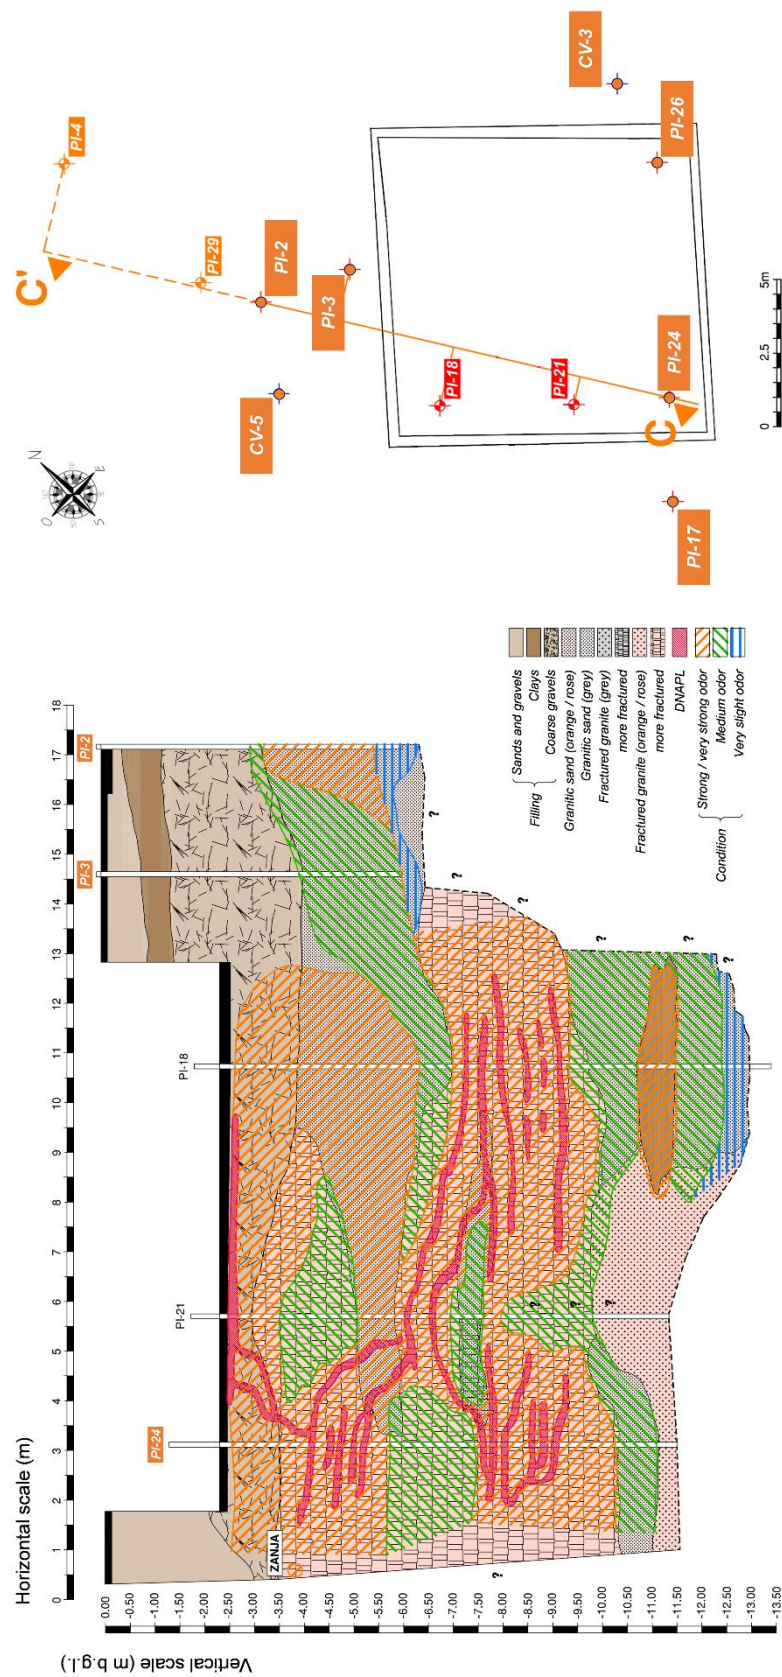 Horizontal scale (m)
0 1 2 3 4 5 6 7 8 9 10 11 12 13 14 15 16 17 18
Vertical scale (m b.g.l.)
0.00
-0.50
-1.00
-1.50
-2.00
-2.50
-3.00
-3.50
-4.00
-4.50
-5.00
-5.50
-6.00
-6.50
-7.00
-7.50
-8.00
-8.50
-9.00
-9.50
-10.00
-10.50
-11.00
-11.50
-12.00
-12.50
-13.00
-13.50
PI-24
PI-21
PI-18
PI-3
PI-2
ZANJA
?
?
?
?
?
?
?
?
?
Filling
Sands and gravels
Clays
Coarse gravels
Granitic sand (orange / rose)
Granitic sand (grey)
Fractured granite (grey)
more fractured
Fractured granite (orange / rose)
more fractured
DNAPL
Condition
Strong / very strong odor
Medium odor
Very slight odor
N
O
E
S
C'
PI-4
PI-29
PI-2
CV-5
PI-3
CV-3
PI-18
PI-21
PI-26
PI-24
C
PI-17
0 2.5 5m